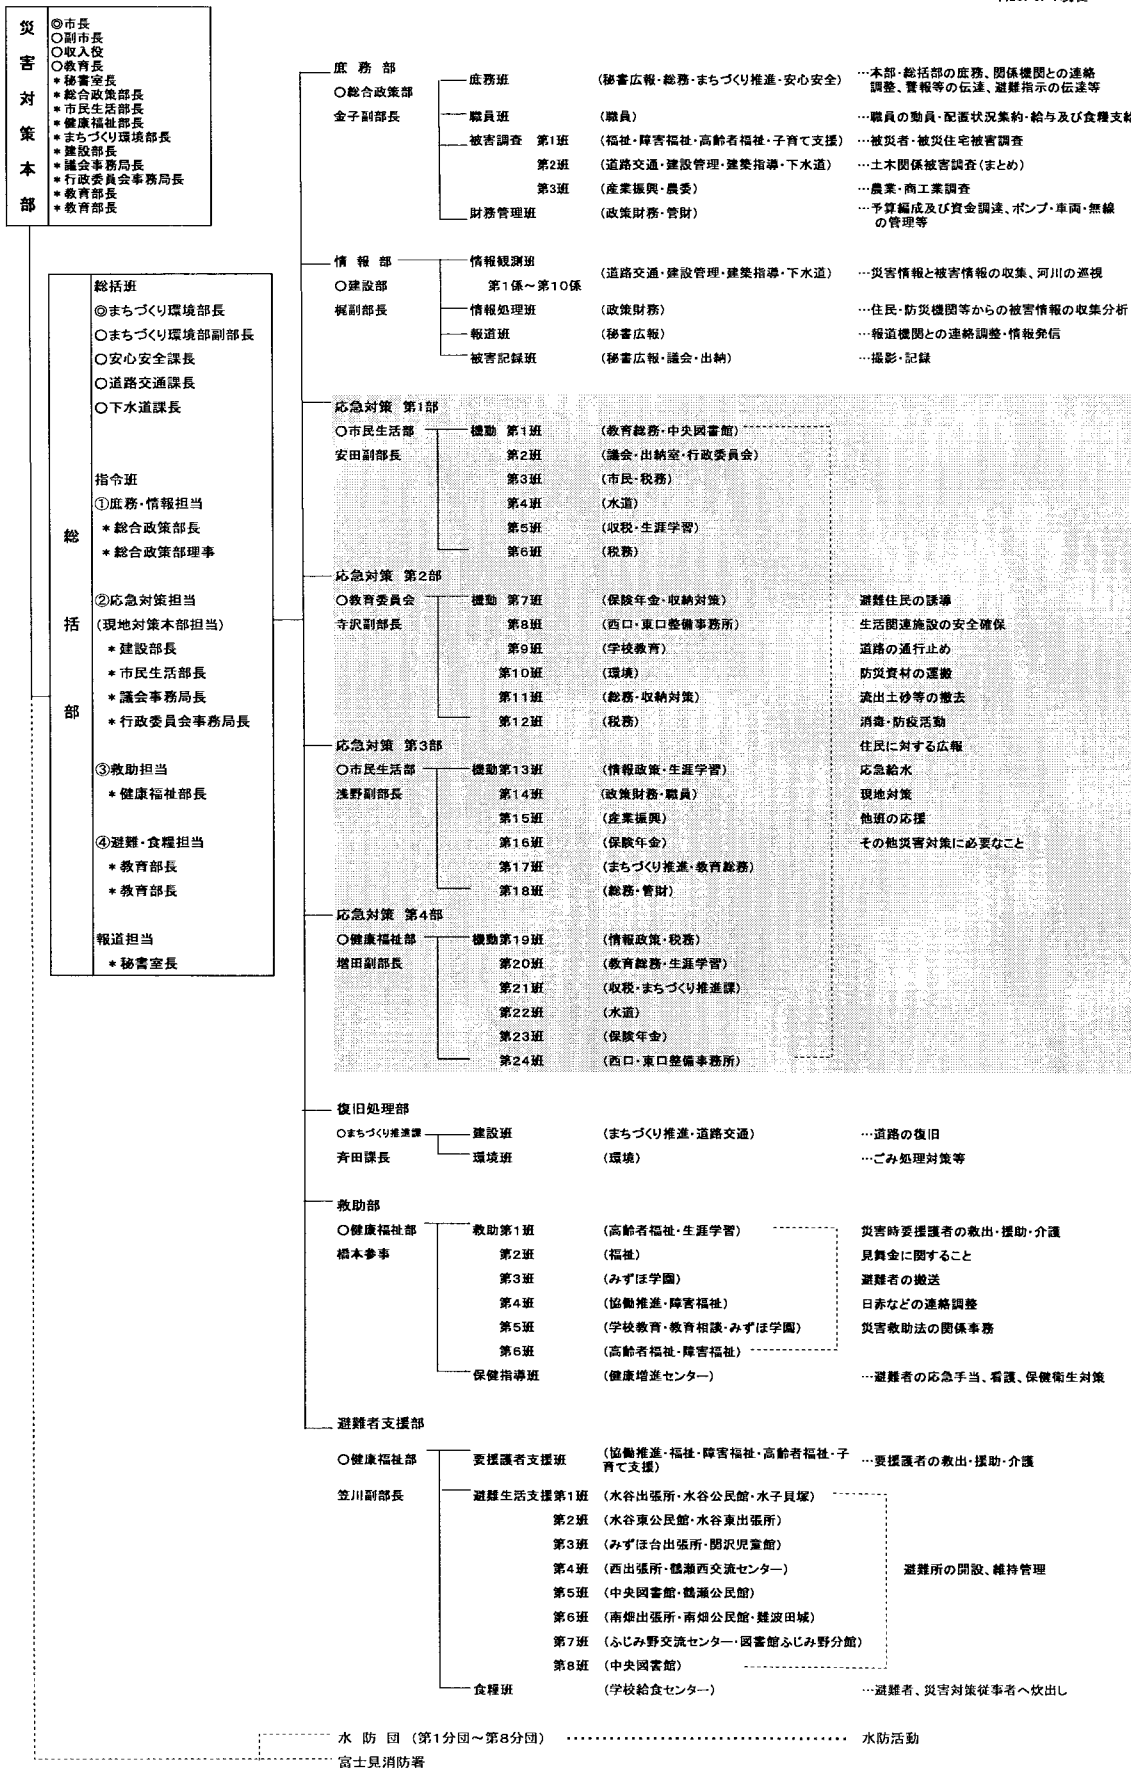 災害対策本部
◎市長
○副市長
○収入役
○教育長
＊秘書室長
＊総合政策部長
＊市民生活部長
＊健康福祉部長
＊まちづくり環境部長
＊建設部長
＊議会事務局長
＊行政委員会事務局長
＊教育部長
＊教育部長
総括部
総括班
◎まちづくり環境部長
○まちづくり環境部副部長
○安心安全課長
○道路交通課長
○下水道課長
指令班
①庶務・情報担当
＊総合政策部長
＊総合政策部理事
②応急対策担当
(現地対策本部担当)
＊建設部長
＊市民生活部長
＊議会事務局長
＊行政委員会事務局長
③救助担当
＊健康福祉部長
④避難・食糧担当
＊教育部長
＊教育部長
報道担当
＊秘書室長
庶務部
○総合政策部
金子副部長
庶務班 (秘書広報・総務・まちづくり推進・安心安全) …本部・総括部の庶務、関係機関との連絡
調整、警報等の伝達、避難指示の伝達等
職員班 (職員) …職員の動員・配置状況集約・給与及び食糧支給
被害調査 第1班 (福祉・障害福祉・高齢者福祉・子育て支援) …被災者・被災住宅被害調査
第2班 (道路交通・建設管理・建築指導・下水道) …土木関係被害調査(まとめ)
第3班 (産業振興・農委) …農業・商工業調査
財務管理班 (政策財務・管財) …予算編成及び資金調達、ポンプ・車両・無線
の管理等
情報部
○建設部
梶副部長
情報観測班
第1係～第10係 (道路交通・建設管理・建築指導・下水道) …災害情報と被害情報の収集、河川の巡視
情報処理班 (政策財務) …住民・防災機関等からの被害情報の収集分析
報道班 (秘書広報) …報道機関との連絡調整・情報発信
被害記録班 (秘書広報・議会・出納) …撮影・記録
応急対策 第1部
○市民生活部
安田副部長
機動 第1班 (教育総務・中央図書館)
第2班 (議会・出納室・行政委員会)
第3班 (市民・税務)
第4班 (水道)
第5班 (収税・生涯学習)
第6班 (税務)
応急対策 第2部
○教育委員会
寺沢副部長
機動 第7班 (保険年金・収納対策) 避難住民の誘導
第8班 (西口・東口整備事務所) 生活関連施設の安全確保
第9班 (学校教育) 道路の通行止め
第10班 (環境) 防災資材の運搬
第11班 (総務・収納対策) 流出土砂等の撤去
第12班 (税務) 消毒・防疫活動
応急対策 第3部 住民に対する広報
○市民生活部
浅野副部長
機動第13班 (情報政策・生涯学習) 応急給水
第14班 (政策財務・職員) 現地対策
第15班 (産業振興) 他班の応援
第16班 (保険年金) その他災害対策に必要なこと
第17班 (まちづくり推進・教育総務)
第18班 (総務・管財)
応急対策 第4部
○健康福祉部
増田副部長
機動第19班 (情報政策・税務)
第20班 (教育総務・生涯学習)
第21班 (収税・まちづくり推進課)
第22班 (水道)
第23班 (保険年金)
第24班 (西口・東口整備事務所)
復旧処理部
○まちづくり推進課
斉田課長
建設班 (まちづくり推進・道路交通) …道路の復旧
環境班 (環境) …ごみ処理対策等
救助部
○健康福祉部
橋本参事
救助第1班 (高齢者福祉・生涯学習) 災害時要援護者の救出・援助・介護
第2班 (福祉) 見舞金に関すること
第3班 (みずほ学園) 避難者の搬送
第4班 (協働推進・障害福祉) 日赤などの連絡調整
第5班 (学校教育・教育相談・みずほ学園) 災害救助法の関係事務
第6班 (高齢者福祉・障害福祉)
保健指導班 (健康増進センター) …避難者の応急手当、看護、保健衛生対策
避難者支援部
○健康福祉部
笠川副部長
要援護者支援班 (協働推進・福祉・障害福祉・高齢者福祉・子
育て支援) …要援護者の救出・援助・介護
避難生活支援第1班 (水谷出張所・水谷公民館・水子貝塚)
第2班 (水谷東公民館・水谷東出張所)
第3班 (みずほ台出張所・関沢児童館)
第4班 (西出張所・鶴瀬西交流センター) 避難所の開設、維持管理
第5班 (中央図書館・鶴瀬公民館)
第6班 (南畑出張所・南畑公民館・難波田城)
第7班 (ふじみ野交流センター・図書館ふじみ野分館)
第8班 (中央図書館)
食糧班 (学校給食センター) …避難者、災害対策従事者へ炊出し
水防団 (第1分団～第8分団) 水防活動
富士見消防署